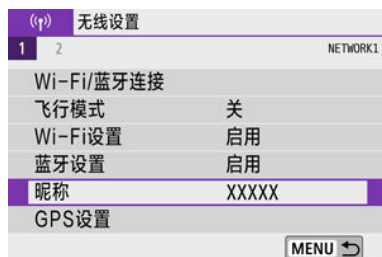 无线设置
1 2 NETWORK1
Wi-Fi/蓝牙连接
飞行模式 关
Wi-Fi设置 启用
蓝牙设置 启用
昵称 XXXXX
GPS设置
MENU